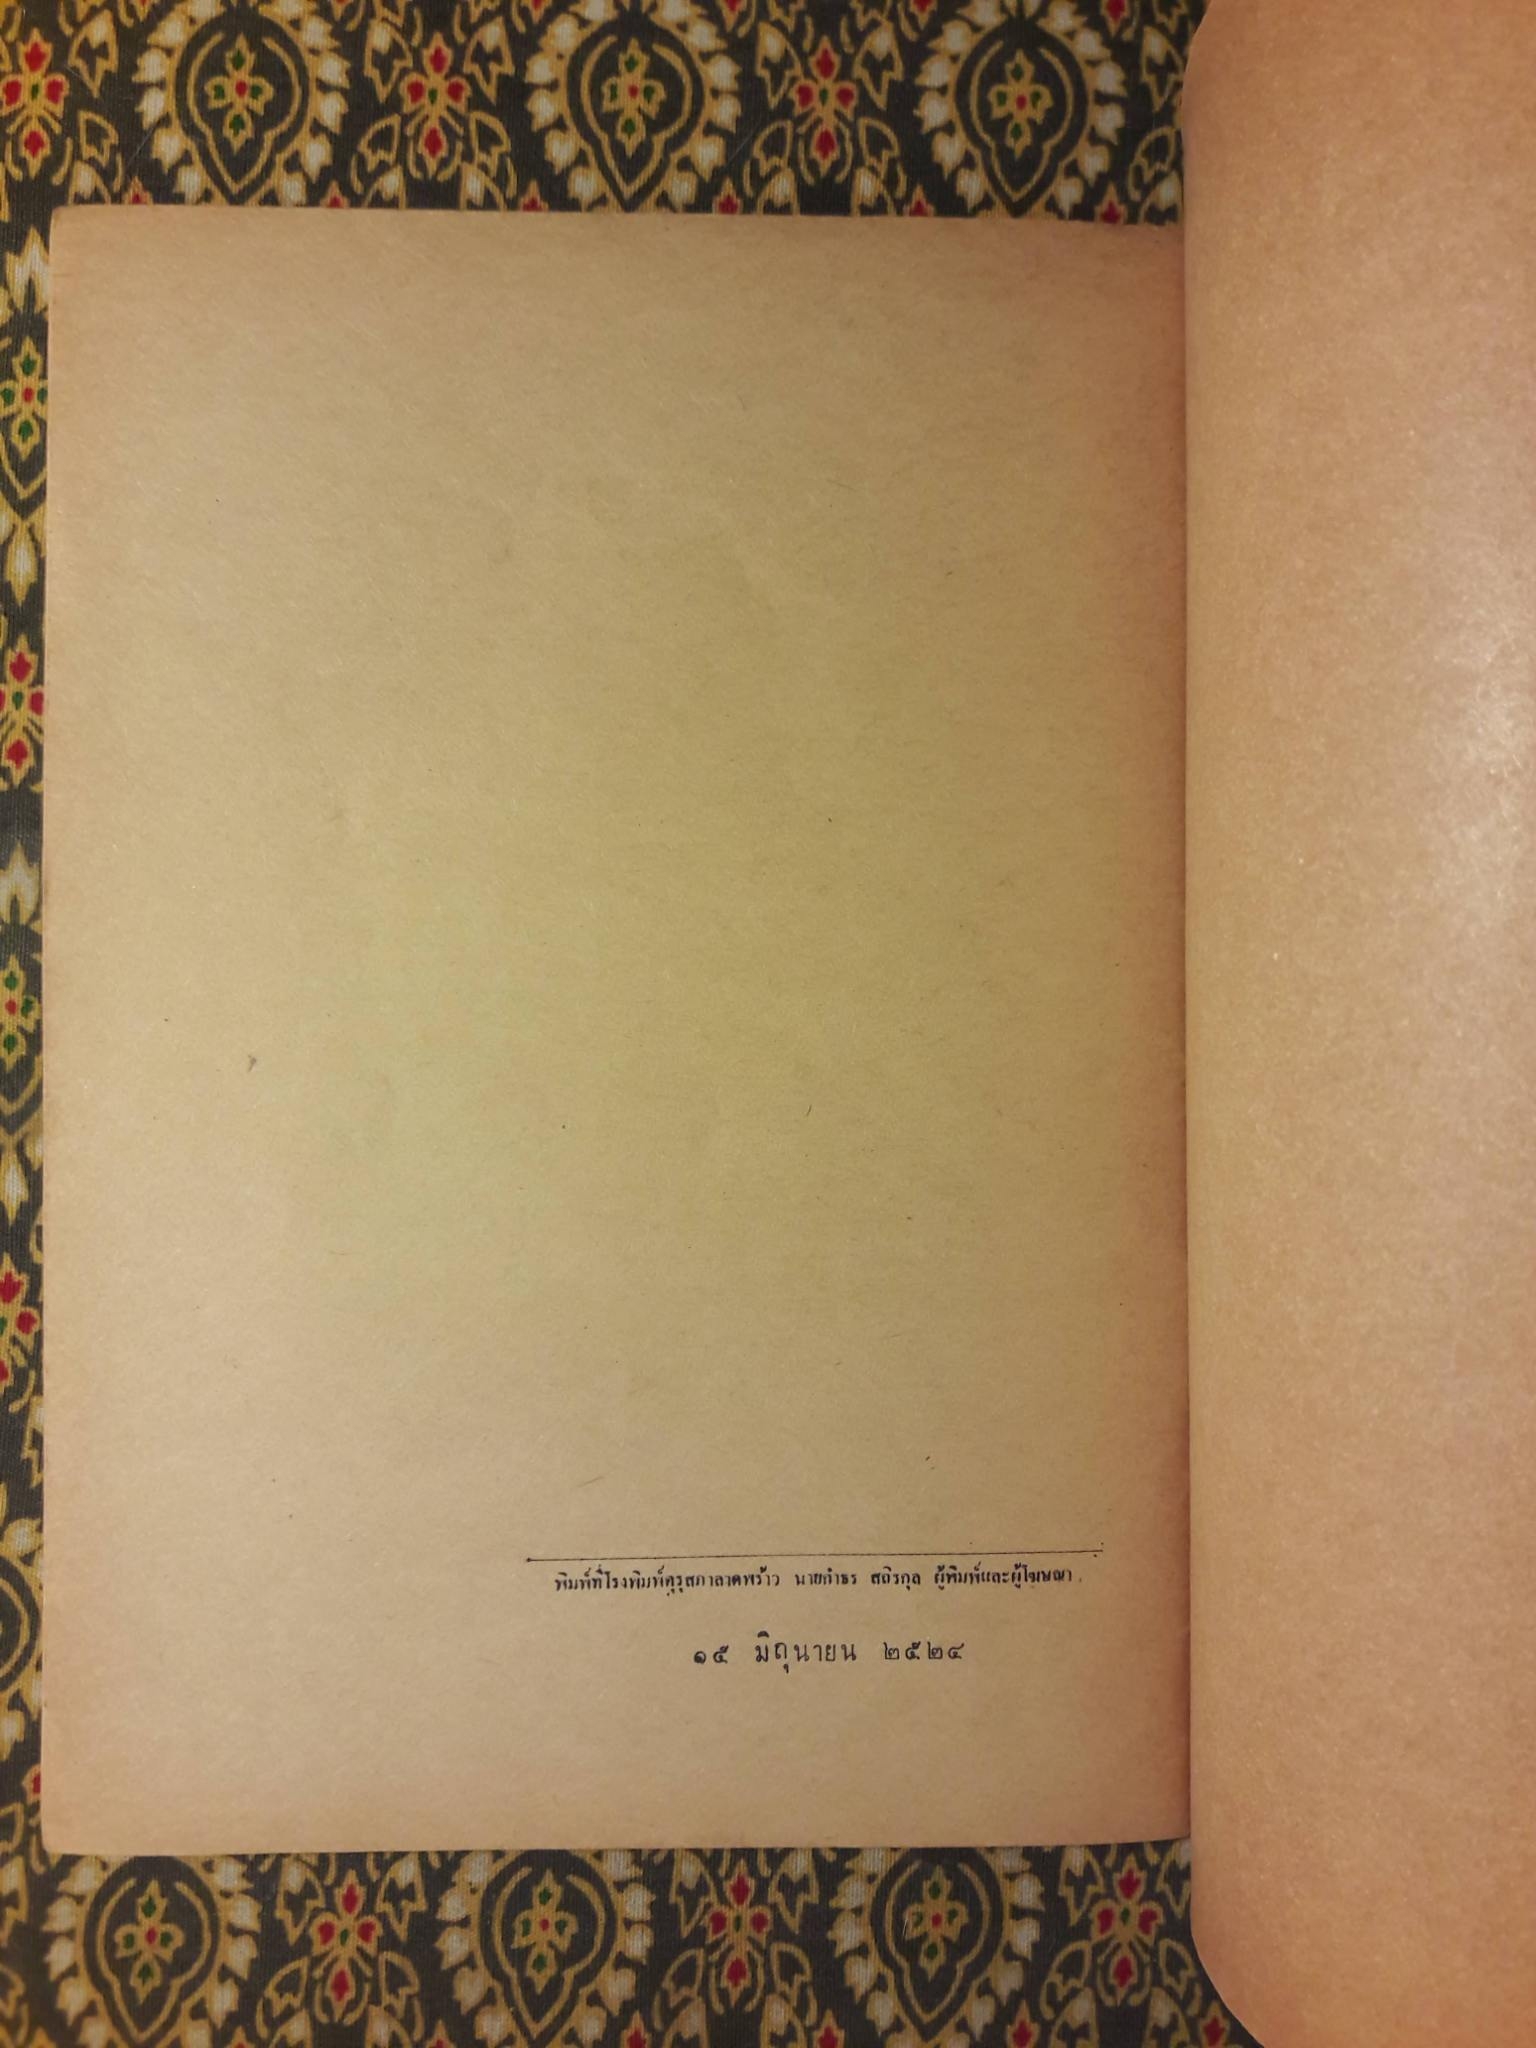 พิมพ์ที่โรงพิมพ์คุรุสภาลาดพร้าว นายกำธร สถิรกุล ผู้พิมพ์และผู้โฆษณา
๑๕ มิถุนายน ๒๕๒๔